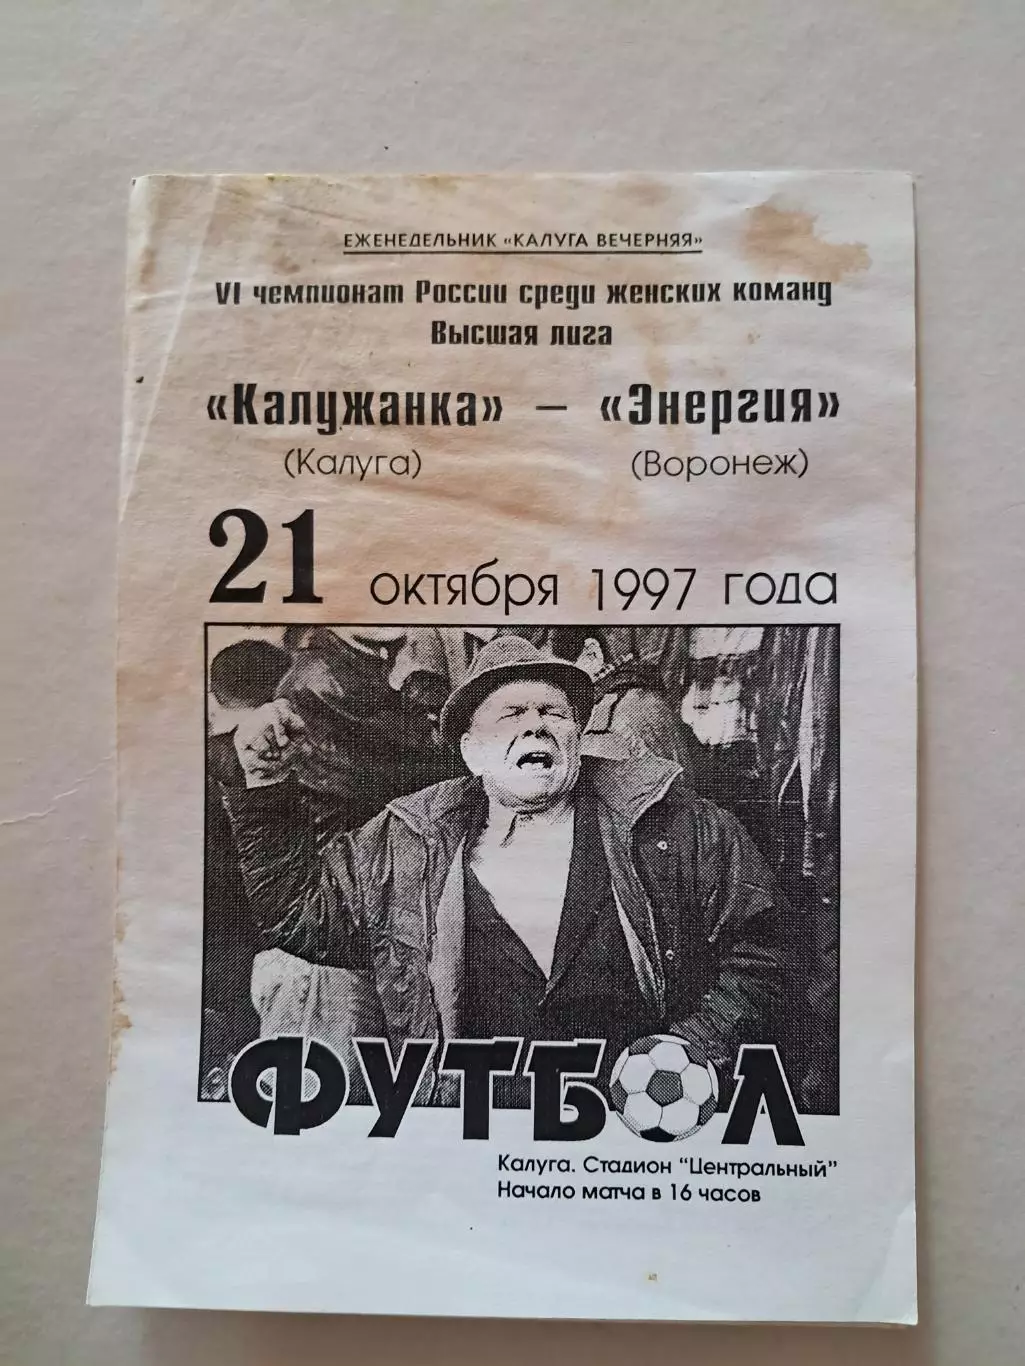 ЕЖЕНЕДЕЛЬНИК «КАЛУГА ВЕЧЕРНЯЯ»
VI чемпионат России среди женских команд
Высшая лига
«Калужанка» – «Энергия»
(Калуга) (Воронеж)
21 октября 1997 года
ФУТБОЛ
Калуга. Стадион "Центральный"
Начало матча в 16 часов